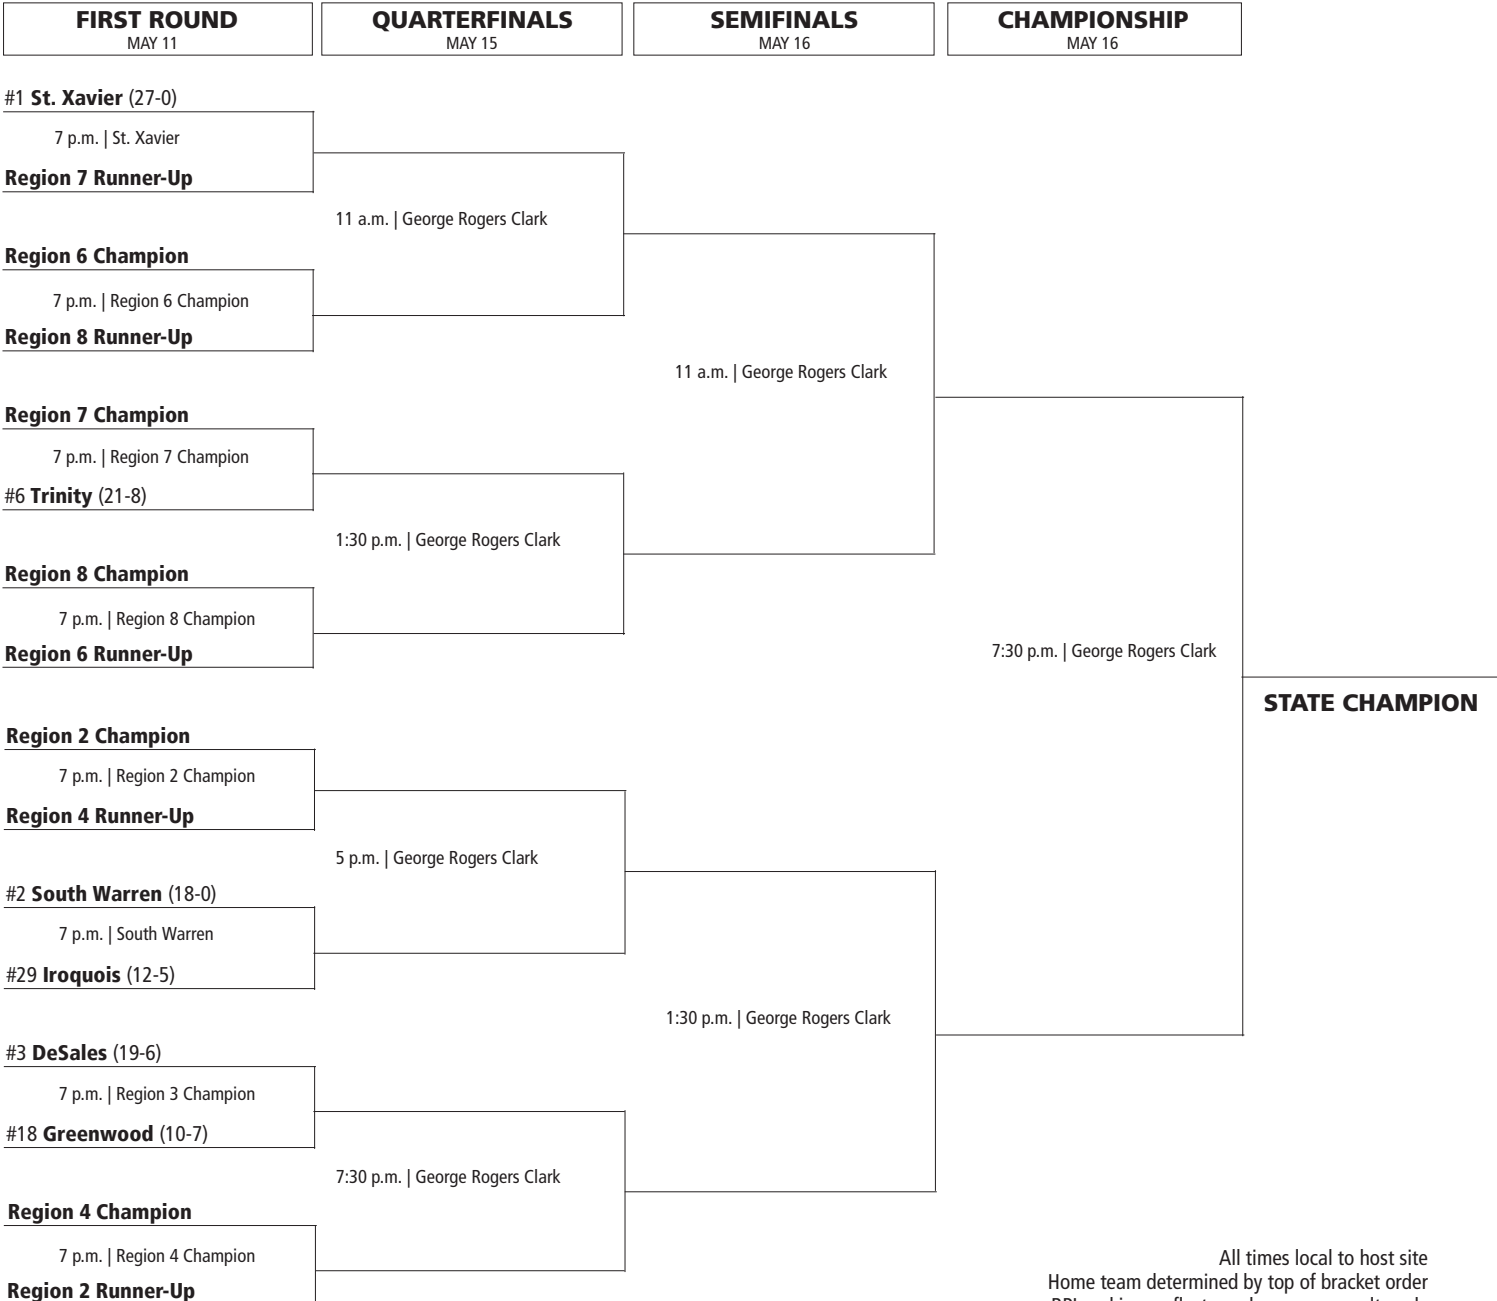 FIRST ROUND
MAY 11
QUARTERFINALS
MAY 15
SEMIFINALS
MAY 16
CHAMPIONSHIP
MAY 16
#1 St. Xavier (27-0)
7 p.m. | St. Xavier
Region 7 Runner-Up
11 a.m. | George Rogers Clark
Region 6 Champion
7 p.m. | Region 6 Champion
Region 8 Runner-Up
11 a.m. | George Rogers Clark
Region 7 Champion
7 p.m. | Region 7 Champion
#6 Trinity (21-8)
1:30 p.m. | George Rogers Clark
Region 8 Champion
7 p.m. | Region 8 Champion
Region 6 Runner-Up
7:30 p.m. | George Rogers Clark
STATE CHAMPION
Region 2 Champion
7 p.m. | Region 2 Champion
Region 4 Runner-Up
5 p.m. | George Rogers Clark
#2 South Warren (18-0)
7 p.m. | South Warren
#29 Iroquois (12-5)
1:30 p.m. | George Rogers Clark
#3 DeSales (19-6)
7 p.m. | Region 3 Champion
#18 Greenwood (10-7)
7:30 p.m. | George Rogers Clark
Region 4 Champion
7 p.m. | Region 4 Champion
Region 2 Runner-Up
All times local to host site
Home team determined by top of bracket order